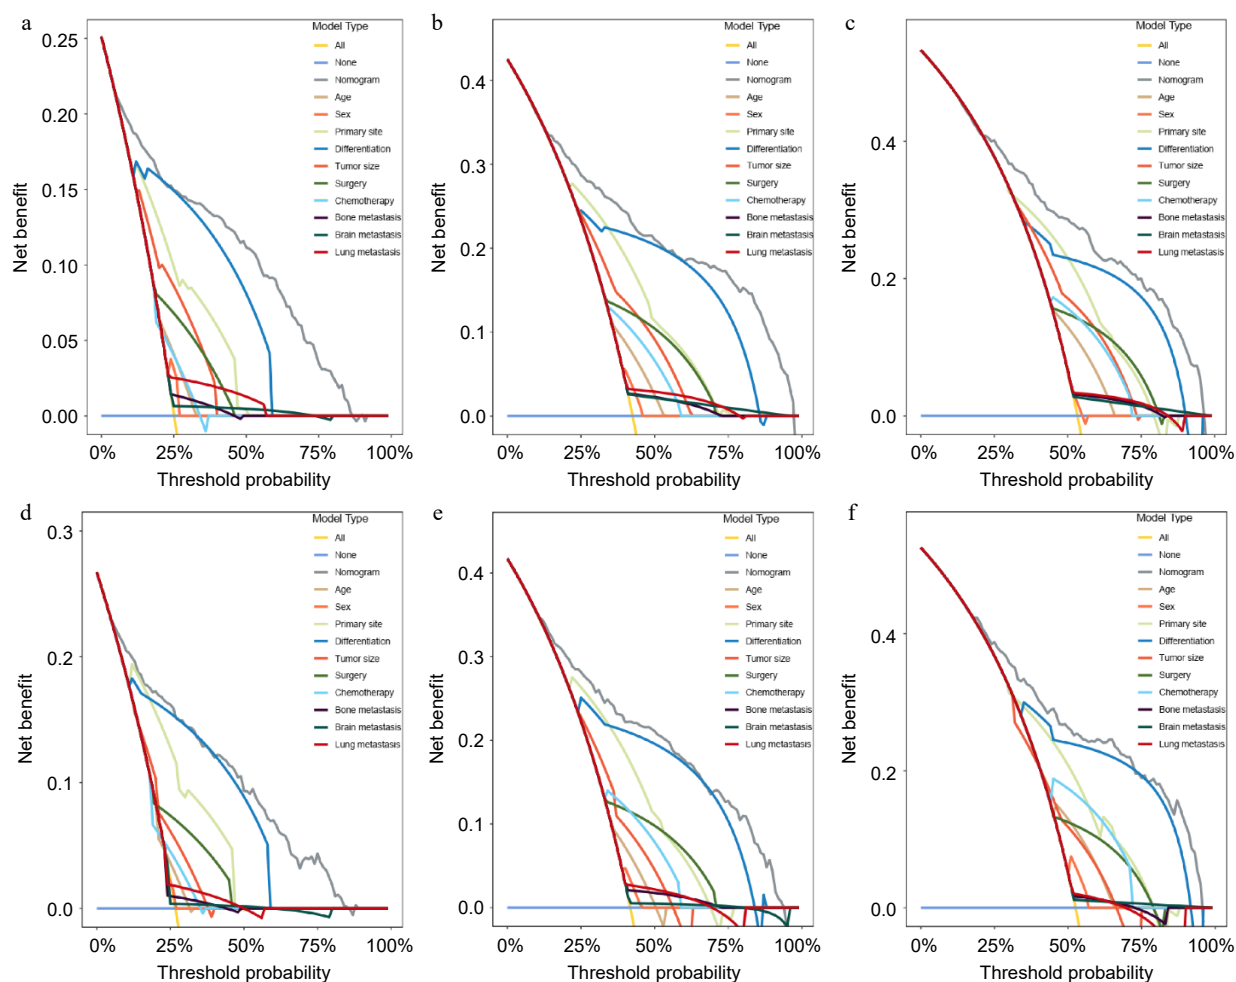 a
Net benefit
0.25
0.20
0.15
0.10
0.05
0.00
0%
25%
50%
75%
100%
Threshold probability
Model Type
All
None
Nomogram
Age
Sex
Primary site
Differentiation
Tumor size
Surgery
Chemotherapy
Bone metastasis
Brain metastasis
Lung metastasis
b
Net benefit
0.4
0.3
0.2
0.1
0.0
0%
25%
50%
75%
100%
Threshold probability
Model Type
All
None
Nomogram
Age
Sex
Primary site
Differentiation
Tumor size
Surgery
Chemotherapy
Bone metastasis
Brain metastasis
Lung metastasis
c
Net benefit
0.4
0.2
0.0
0%
25%
50%
75%
100%
Threshold probability
Model Type
All
None
Nomogram
Age
Sex
Primary site
Differentiation
Tumor size
Surgery
Chemotherapy
Bone metastasis
Brain metastasis
Lung metastasis
d
Net benefit
0.3
0.2
0.1
0.0
0%
25%
50%
75%
100%
Threshold probability
Model Type
All
None
Nomogram
Age
Sex
Primary site
Differentiation
Tumor size
Surgery
Chemotherapy
Bone metastasis
Brain metastasis
Lung metastasis
e
Net benefit
0.4
0.3
0.2
0.1
0.0
0%
25%
50%
75%
100%
Threshold probability
Model Type
All
None
Nomogram
Age
Sex
Primary site
Differentiation
Tumor size
Surgery
Chemotherapy
Bone metastasis
Brain metastasis
Lung metastasis
f
Net benefit
0.4
0.2
0.0
0%
25%
50%
75%
100%
Threshold probability
Model Type
All
None
Nomogram
Age
Sex
Primary site
Differentiation
Tumor size
Surgery
Chemotherapy
Bone metastasis
Brain metastasis
Lung metastasis